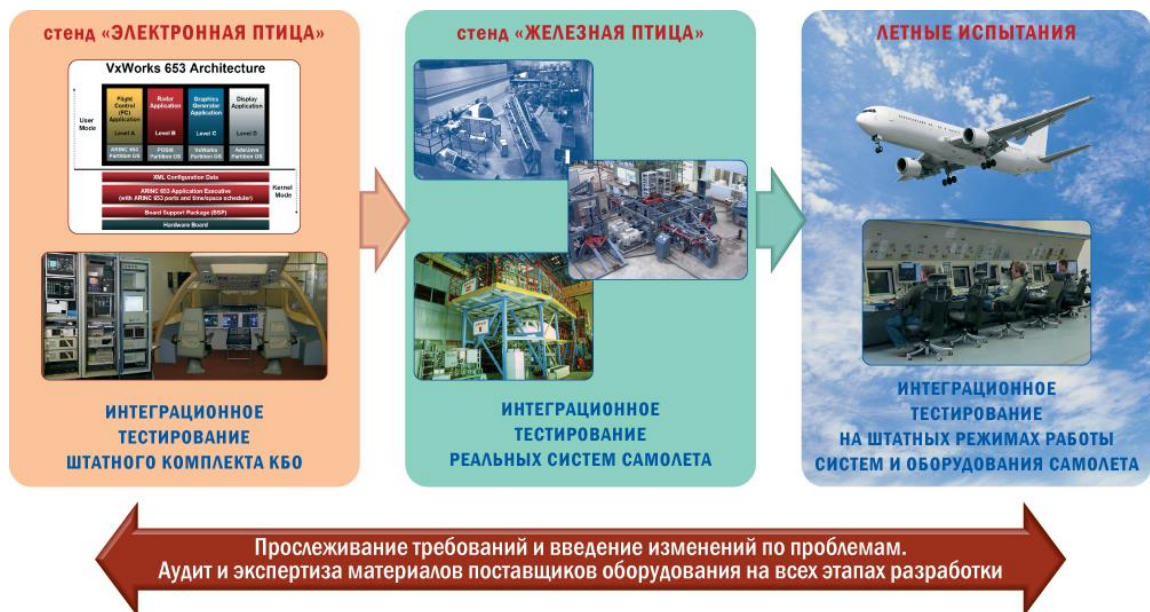 стенд «ЭЛЕКТРОННАЯ ПТИЦА»
VxWorks 653 Architecture
User
Mode
Flight
Control
(FC)
Application
Level A
ARINC 653
Partition OS
Radar
Application
Level B
POSIX
Partition OS
Graphics
Generator
Application
Level C
VxWorks
Partition OS
Display
Application
Level D
Ada/Java
Partition OS
XML Configuration Data
ARINC 653 Application Executive
(with ARINC 653 ports and time/space scheduler)
Board Support Package (BSP)
Hardware Board
Kernel
Mode
ИНТЕГРАЦИОННОЕ
ТЕСТИРОВАНИЕ
ШТАТНОГО КОМПЛЕКТА КБО
стенд «ЖЕЛЕЗНАЯ ПТИЦА»
ИНТЕГРАЦИОННОЕ
ТЕСТИРОВАНИЕ
РЕАЛЬНЫХ СИСТЕМ САМОЛЕТА
ЛЕТНЫЕ ИСПЫТАНИЯ
ИНТЕГРАЦИОННОЕ
ТЕСТИРОВАНИЕ
НА ШТАТНЫХ РЕЖИМАХ РАБОТЫ
СИСТЕМ И ОБОРУДОВАНИЯ САМОЛЕТА
Прослеживание требований и введение изменений по проблемам.
Аудит и экспертиза материалов поставщиков оборудования на всех этапах разработки